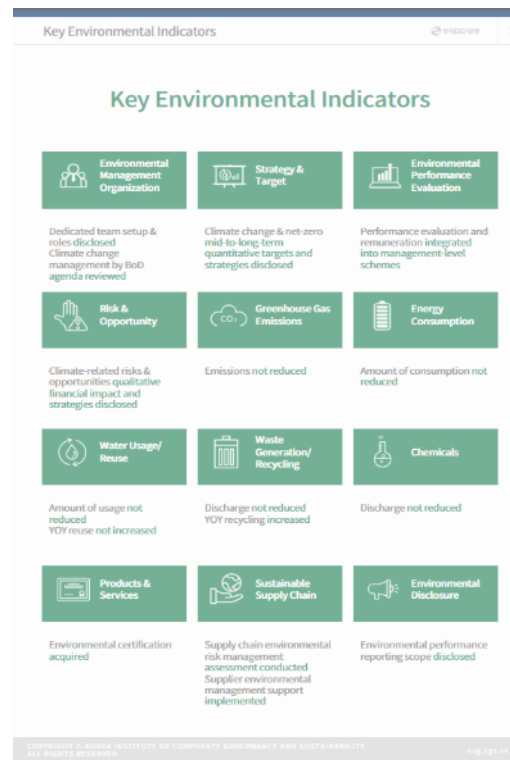 Key Environmental Indicators
Key Environmental Indicators
Environmental
Management
Organization
Strategy &
Target
Environmental
Performance
Evaluation
Dedicated team setup &
roles disclosed
Climate change
management by BoD
agenda reviewed
Climate change & net-zero
mid-to-long-term
quantitative targets and
strategies disclosed
Performance evaluation and
remuneration integrated
into management-level
schemes
Risk &
Opportunity
CO₂
Greenhouse Gas
Emissions
Energy
Consumption
Climate-related risks &
opportunities qualitative
financial impact and
strategies disclosed
Emissions not reduced
Amount of consumption not
reduced
Water Usage/
Reuse
Waste
Generation/
Recycling
Chemicals
Amount of usage not
reduced
YOY reuse not increased
Discharge not reduced
YOY recycling increased
Discharge not reduced
Products &
Services
Sustainable
Supply Chain
Environmental
Disclosure
Environmental certification
acquired
Supply chain environmental
risk management
assessment conducted
Supplier environmental
management support
implemented
Environmental performance
reporting scope disclosed
COPYRIGHT © KOREA INSTITUTE OF CORPORATE GOVERNANCE AND SUSTAINABILITY.
ALL RIGHTS RESERVED